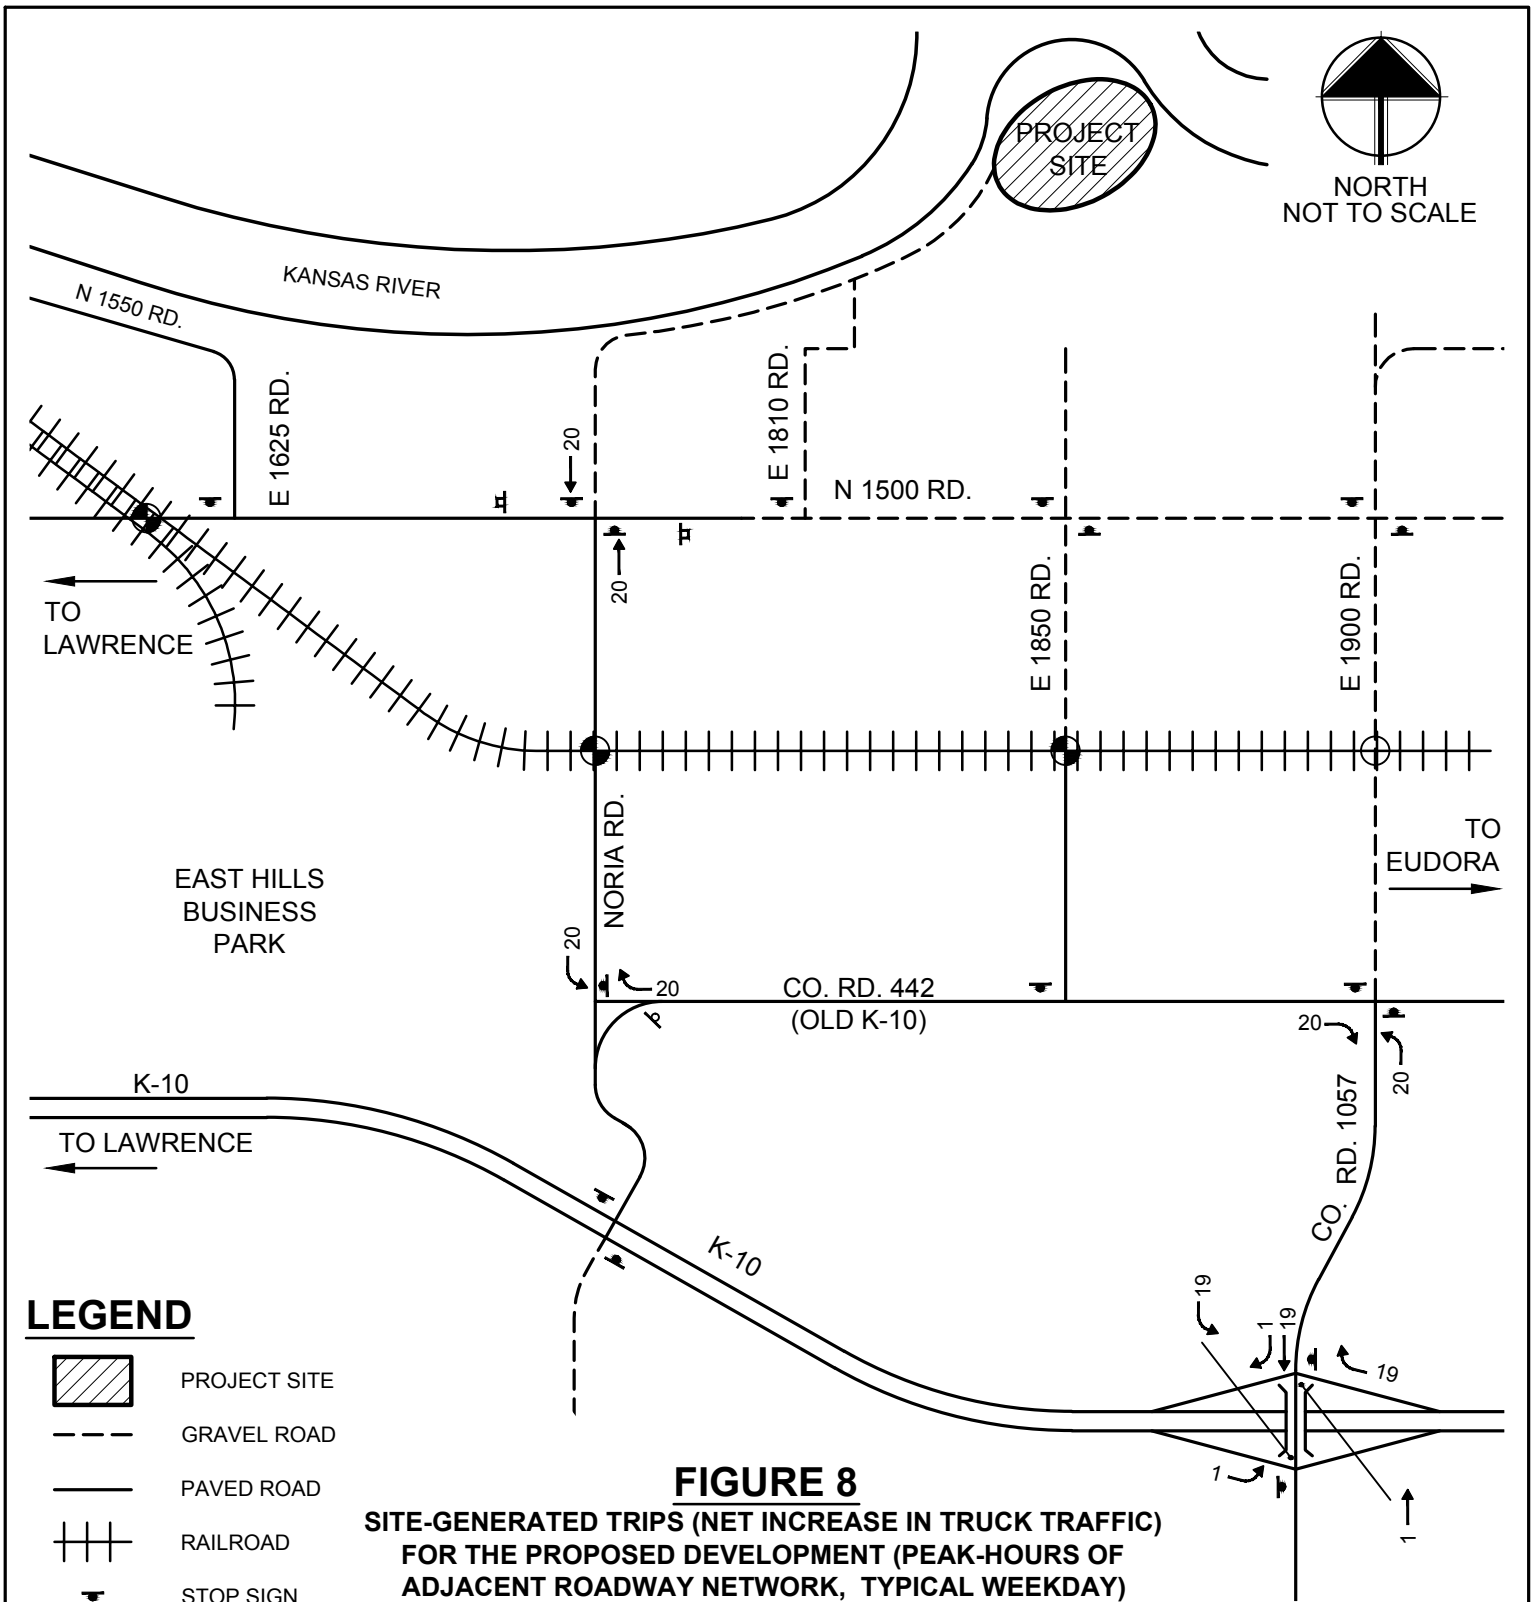 PROJECT
SITE
NORTH
NOT TO SCALE
KANSAS RIVER
N 1550 RD.
E 1625 RD.
20
E 1810 RD.
N 1500 RD.
20
E 1850 RD.
E 1900 RD.
TO
LAWRENCE
NORIA RD.
TO
EUDORA
EAST HILLS
BUSINESS
PARK
20
20
CO. RD. 442
(OLD K-10)
20
20
CO. RD. 1057
K-10
TO LAWRENCE
K-10
19
1
19
19
1
1
LEGEND
PROJECT SITE
GRAVEL ROAD
PAVED ROAD
RAILROAD
STOP SIGN
FIGURE 8
SITE-GENERATED TRIPS (NET INCREASE IN TRUCK TRAFFIC)
FOR THE PROPOSED DEVELOPMENT (PEAK-HOURS OF
ADJACENT ROADWAY NETWORK, TYPICAL WEEKDAY)